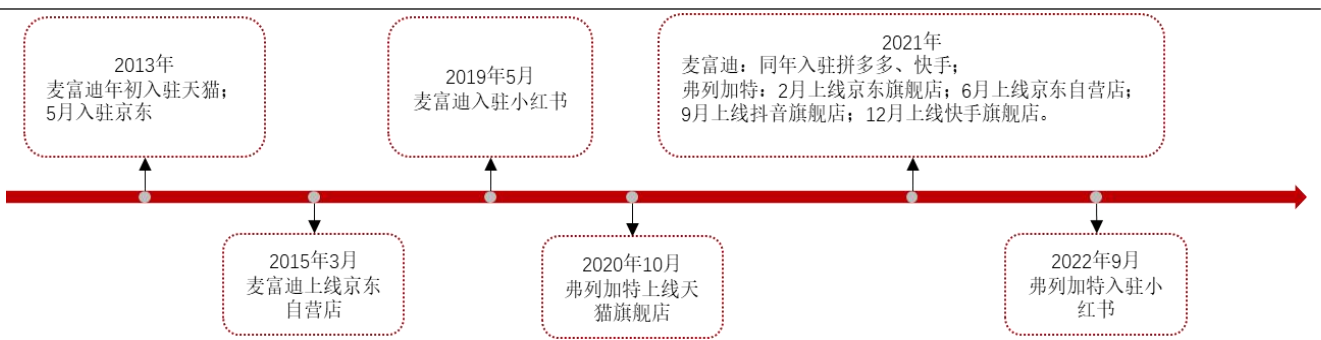 2013年
麦富迪年初入驻天猫；
5月入驻京东
2015年3月
麦富迪上线京东
自营店
2019年5月
麦富迪入驻小红书
2020年10月
弗列加特上线天
猫旗舰店
2021年
麦富迪：同年入驻拼多多、快手；
弗列加特：2月上线京东旗舰店；6月上线京东自营店；
9月上线抖音旗舰店；12月上线快手旗舰店。
2022年9月
弗列加特入驻小
红书